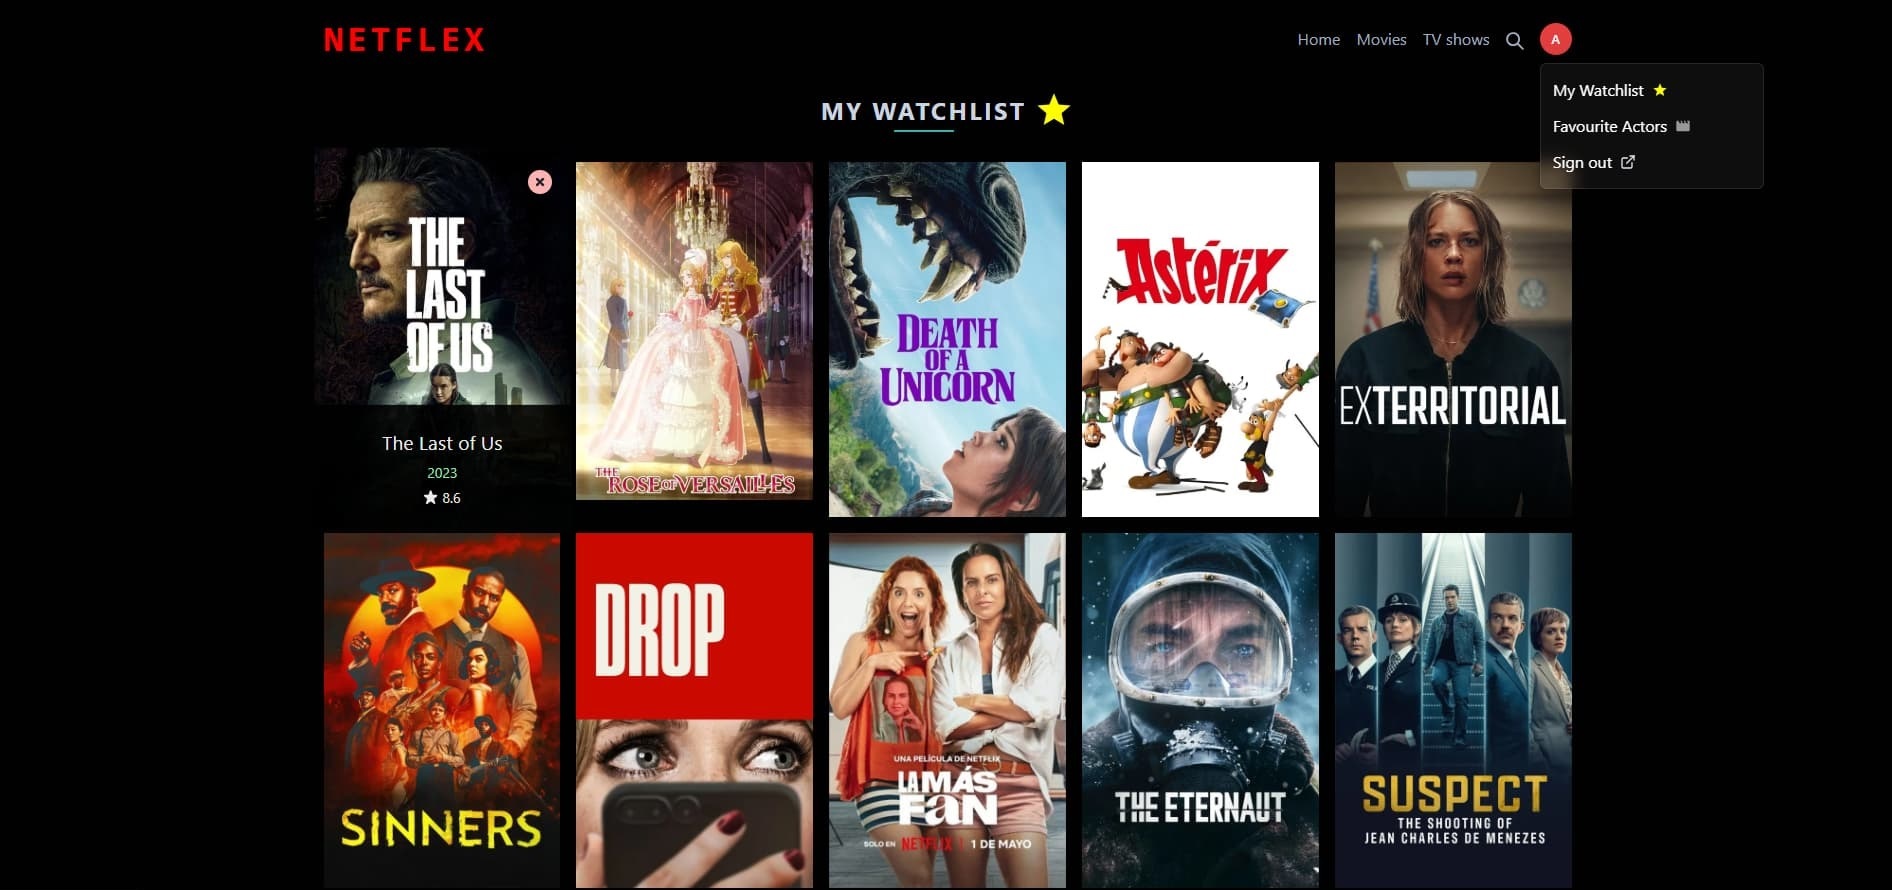 NETFLEX
Home Movies TV shows A
My Watchlist
Favourite Actors
Sign out
MY WATCHLIST
THE
LAST
OF US
The Last of Us
2023
8.6
THE
ROSE OF VERSAILLES
DEATH
OF A
UNICORN
Astérix
EXTERRITORIAL
SINNERS
DROP
UNA PELÍCULA DE NETFLIX
LA MÁS
FAN
SOLO EN NETFLIX | 1 DE MAYO
THE ETERNAUT
SUSPECT
THE SHOOTING OF
JEAN CHARLES DE MENEZES